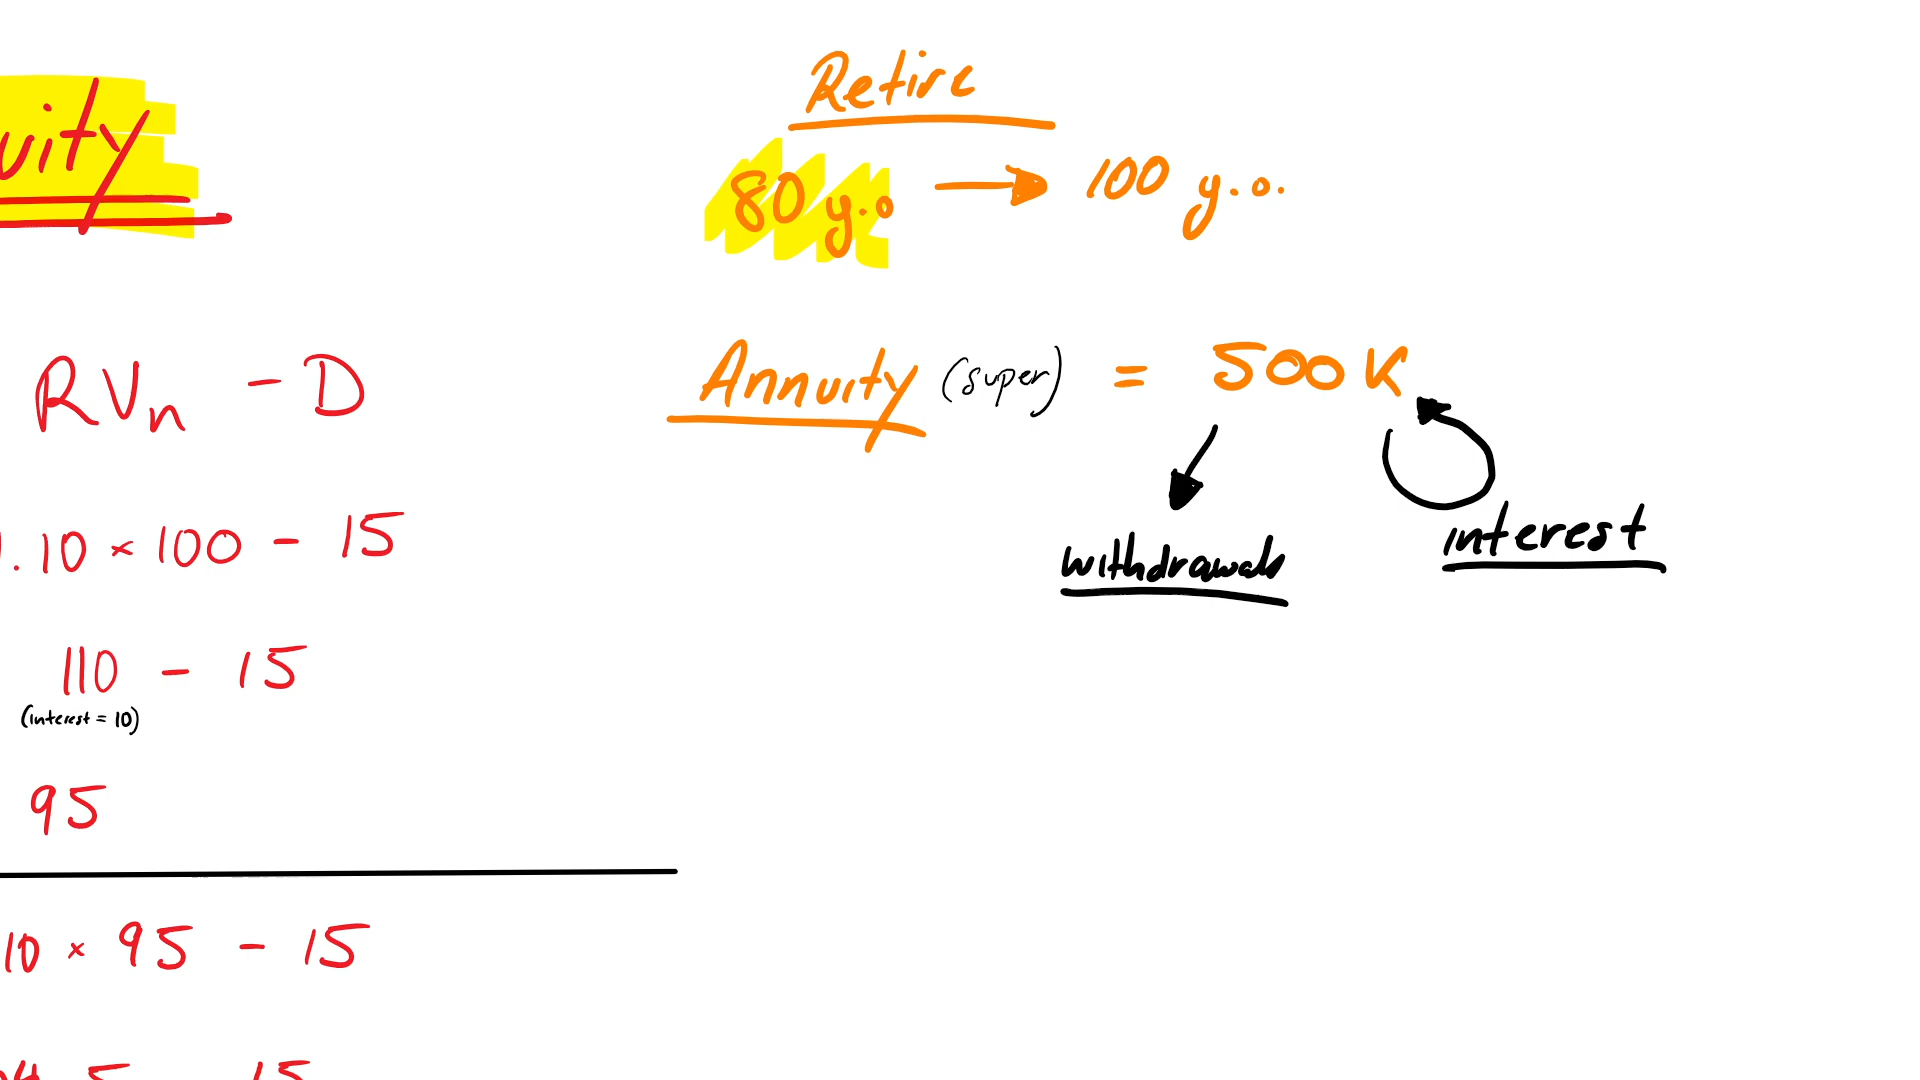 uity
RVn - D
.10 × 100 - 15
110 - 15
(interest = 10)
95
10 × 95 - 15
Retire
80 y.o → 100 y.o.
Annuity (super) = 500K
withdrawals
interest